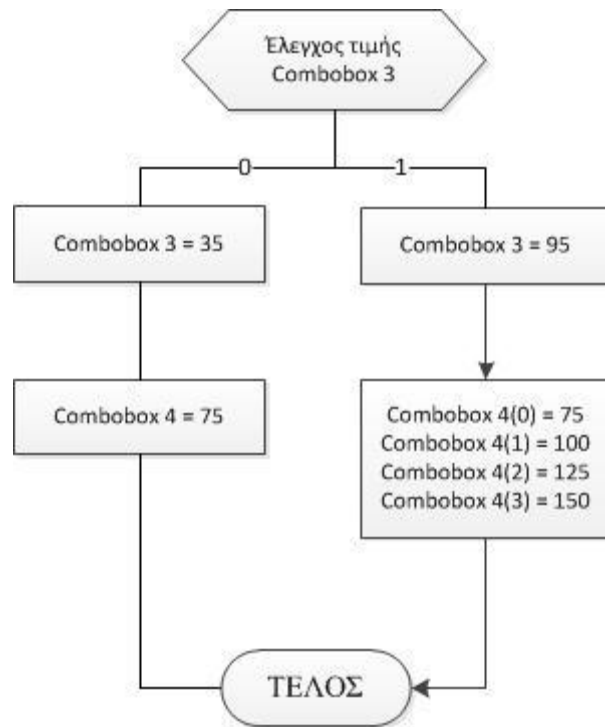 Έλεγχος τιμής
Combobox 3
0
1
Combobox 3 = 35
Combobox 3 = 95
Combobox 4 = 75
Combobox 4(0) = 75
Combobox 4(1) = 100
Combobox 4(2) = 125
Combobox 4(3) = 150
ΤΕΛΟΣ